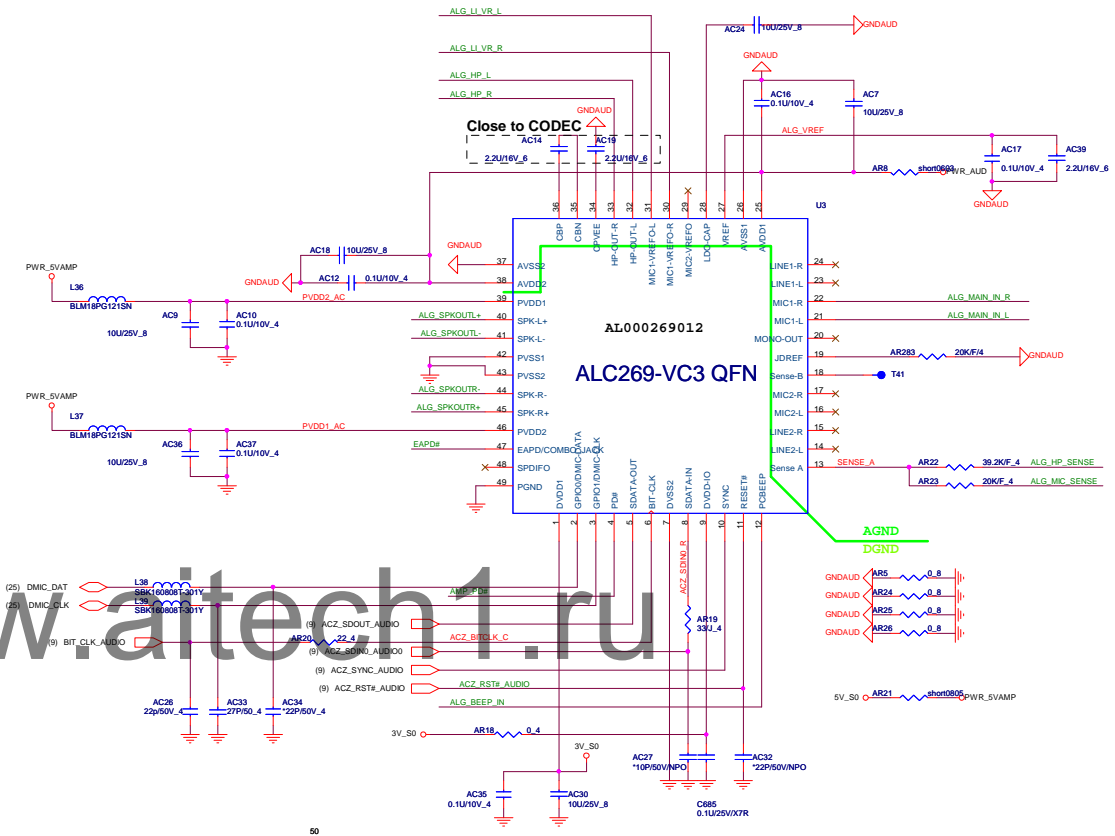 ALG_LI_VR_L
AC24
10U/25V_8
GNDAUD
ALG_LI_VR_R
GNDAUD
ALG_HP_L
ALG_HP_R
AC16
0.1U/10V_4
AC7
10U/25V_8
GNDAUD
Close to CODEC
ALG_VREF
AC14
2.2U/16V_6
AC19
2.2U/16V_6
AC17
0.1U/10V_4
AC39
2.2U/16V_6
AR8
short0603
PWR_AUD
GNDAUD
U3
36 35 34 33 32 31 30 29 28 27 26 25
CBP
CBN
CPVEE
HP-OUT-R
HP-OUT-L
MIC1-VREFO-L
MIC1-VREFO-R
MIC2-VREFO
LDO-CAP
VREF
AVSS1
AVDD1
AC18
10U/25V_8
GNDAUD
AC12
0.1U/10V_4
GNDAUD
37 AVSS2
38 AVDD2
39 PVDD1
40 SPK-L+
41 SPK-L-
42 PVSS1
43 PVSS2
44 SPK-R-
45 SPK-R+
46 PVDD2
47 EAPD/COMBO JACK
48 SPDIFO
49 PGND
LINE1-R 24
LINE1-L 23
MIC1-R 22
MIC1-L 21
MONO-OUT 20
JDREF 19
Sense-B 18
MIC2-R 17
MIC2-L 16
LINE2-R 15
LINE2-L 14
Sense A 13
AL000269012
ALC269-VC3 QFN
PWR_5VAMP
L36
BLM18PG121SN
PVDD2_AC
AC9
10U/25V_8
AC10
0.1U/10V_4
ALG_SPKOUTL+
ALG_SPKOUTL-
ALG_SPKOUTR-
ALG_SPKOUTR+
PWR_5VAMP
L37
BLM18PG121SN
PVDD1_AC
EAPD#
AC36
10U/25V_8
AC37
0.1U/10V_4
ALG_MAIN_IN_R
ALG_MAIN_IN_L
AR283
20K/F/4
GNDAUD
T41
SENSE_A
AR22
39.2K/F_4
ALG_HP_SENSE
AR23
20K/F_4
ALG_MIC_SENSE
DVDD1
GPIO0/DMIC-DATA
GPIO1/DMIC-CLK
PD#
SDATA-OUT
BIT-CLK
DVSS2
SDATA-IN
DVDD-IO
SYNC
RESET#
PCBEEP
1 2 3 4 5 6 7 8 9 10 11 12
AGND
DGND
ACZ_SDIN0_R
GNDAUD AR5 0_8
GNDAUD AR24 0_8
GNDAUD AR25 0_8
GNDAUD AR26 0_8
(25) DMIC_DAT
L38
SBK160808T-301Y
(25) DMIC_CLK
L39
SBK160808T-301Y
AMP_PD#
(9) ACZ_SDOUT_AUDIO
AR19
33/J_4
(9) BIT_CLK_AUDIO
AR20
22_4
ACZ_BITCLK_C
(9) ACZ_SDIN0_AUDIO0
(9) ACZ_SYNC_AUDIO
(9) ACZ_RST#_AUDIO
ACZ_RST#_AUDIO
ALG_BEEP_IN
w.aitech1.ru
AC26
22p/50V_4
AC33
27P/50_4
AC34
*22P/50V_4
5V_S0
AR21
short0805
PWR_5VAMP
3V_S0
AR18
0_4
3V_S0
AC27
*10P/50V/NPO
AC32
*22P/50V/NPO
AC35
0.1U/10V_4
AC30
10U/25V_8
C685
0.1U/25V/X7R
50